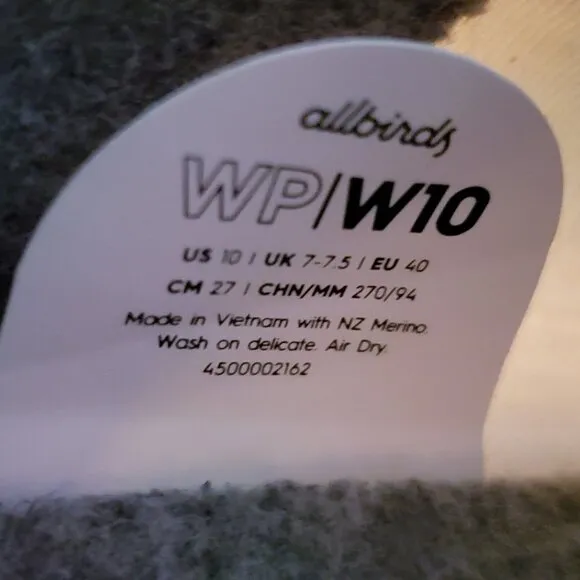 allbirds
WP/W10
US 10 | UK 7-7.5 | EU 40
CM 27 | CHN/MM 270/94
Made in Vietnam with NZ Merino.
Wash on delicate. Air Dry.
4500002162